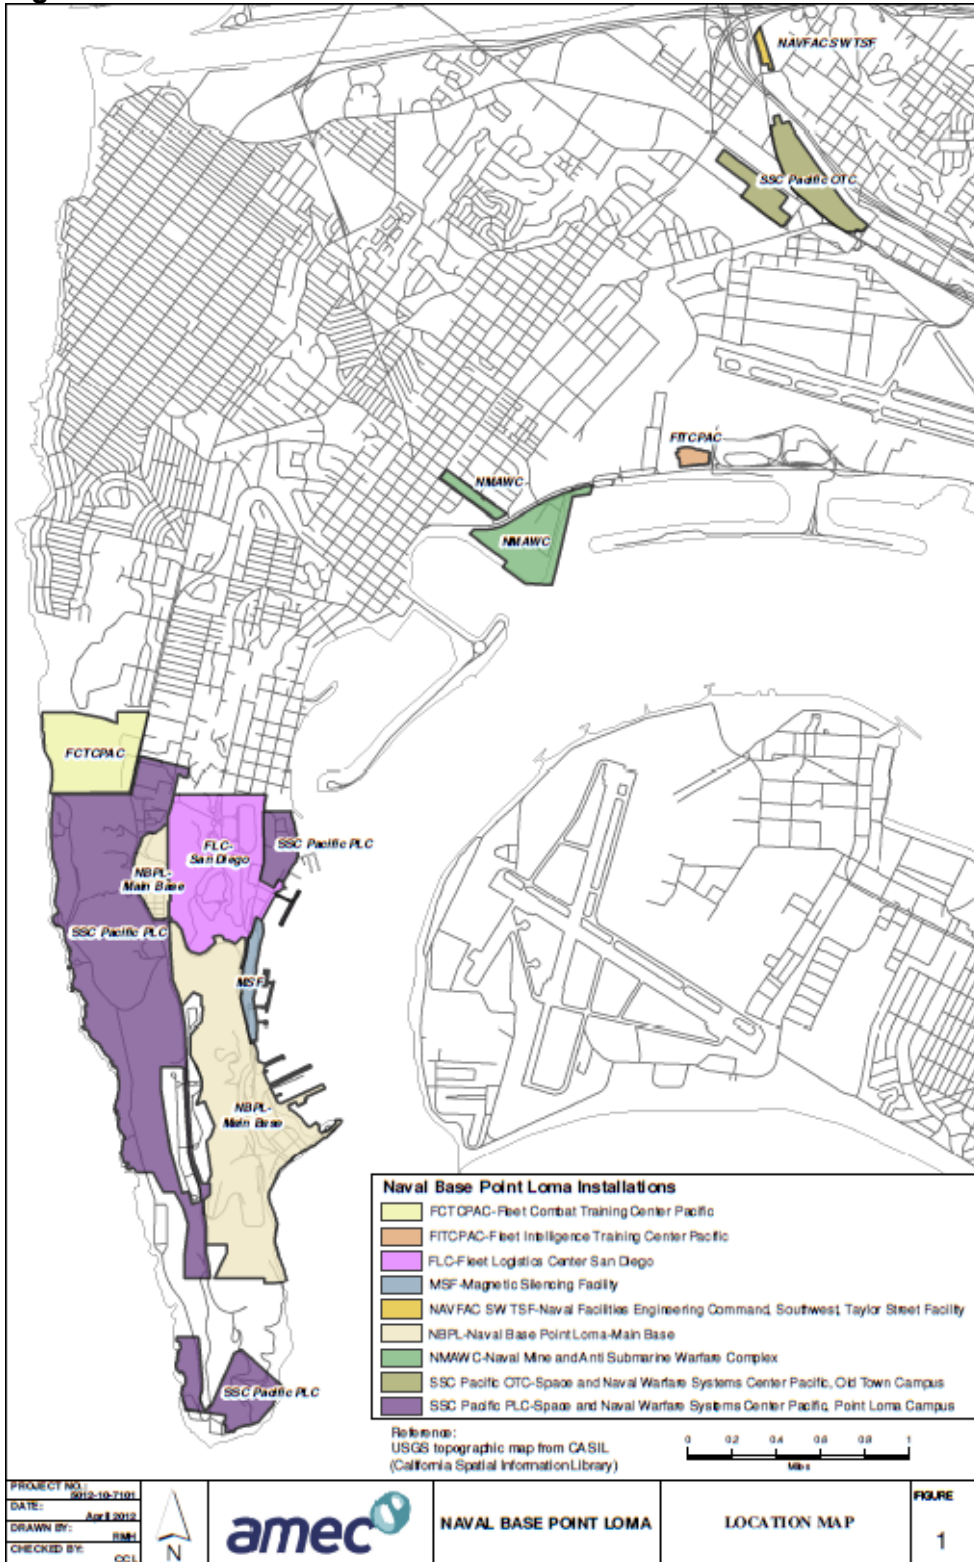 NAVFAC SW TSF
SSC Pacific OTC
FITCPAC
NMAWC
NMAWC
FCTCPAC
FLC-
San Diego
SSC Pacific PLC
NBPL-
Main Base
SSC Pacific PLC
MSF
NBPL-
Main Base
SSC Pacific PLC
Naval Base Point Loma Installations
FCTCPAC-Fleet Combat Training Center Pacific
FITCPAC-Fleet Intelligence Training Center Pacific
FLC-Fleet Logistics Center San Diego
MSF-Magnetic Silencing Facility
NAVFAC SW TSF-Naval Facilities Engineering Command, Southwest, Taylor Street Facility
NBPL-Naval Base Point Loma-Main Base
NMAWC-Naval Mine and Anti Submarine Warfare Complex
SSC Pacific OTC-Space and Naval Warfare Systems Center Pacific, Old Town Campus
SSC Pacific PLC-Space and Naval Warfare Systems Center Pacific, Point Loma Campus
Reference:
USGS topographic map from CASIL
(California Spatial Information Library)
0 0.2 0.4 0.6 0.8 1
Miles
PROJECT NO.:
5012-10-7101
DATE:
April 2012
DRAWN BY:
RMH
CHECKED BY:
CCL
N
amec
NAVAL BASE POINT LOMA
LOCATION MAP
FIGURE
1